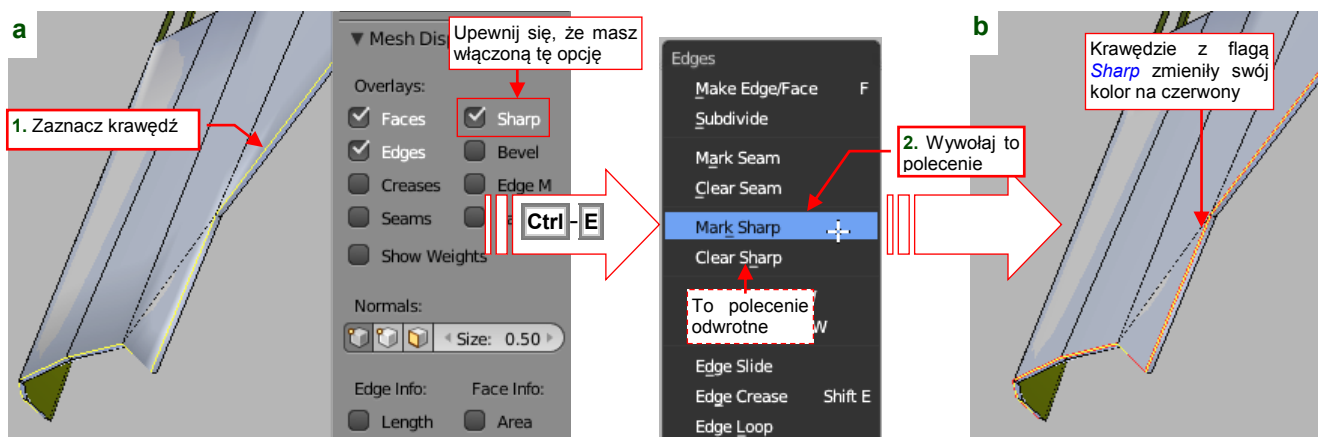 a
1. Zaznacz krawędź
Mesh Disp
Upewnij się, że masz
włączoną tę opcję
Overlays:
Faces
Sharp
Edges
Bevel
Creases
Edge M
Seams
Show Weights
Normals:
Size: 0.50
Edge Info:
Face Info:
Length
Area
Ctrl - E
Edges
Make Edge/Face F
Subdivide
Mark Seam
Clear Seam
Mark Sharp
Clear Sharp
W
Edge Slide
Edge Crease Shift E
Edge Loop
2. Wywołaj to
polecenie
To polecenie
odwrotne
b
Krawędzie z flagą
Sharp zmieniły swój
kolor na czerwony